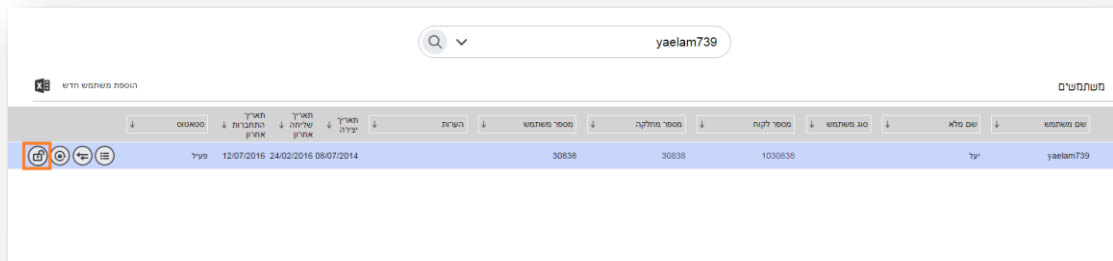 yaelam739
משתמשים
הוספת משתמש חדש
שם משתמש
שם מלא
סוג משתמש
מספר לקוח
מספר מחלקה
מספר משתמש
הערות
תאריך יצירה
תאריך שליחה אחרון
תאריך התחברות אחרון
סטאטוס
yaelam739
יעל
1030838
30838
30838
08/07/2014
24/02/2016
12/07/2016
פעיל